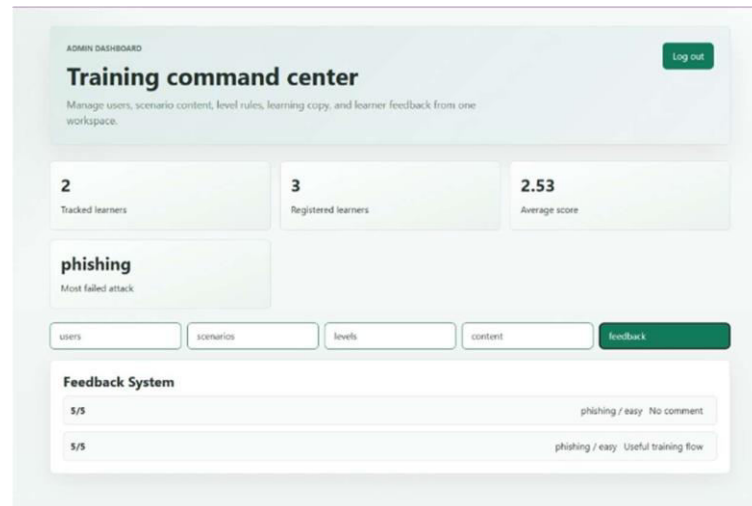 ADMIN DASHBOARD
Training command center
Log out
Manage users, scenario content, level rules, learning copy, and learner feedback from one
workspace.
2
Tracked learners
3
Registered learners
2.53
Average score
phishing
Most failed attack
users
scenarios
levels
content
feedback
Feedback System
5/5
phishing / easy No comment
5/5
phishing / easy Useful training flow